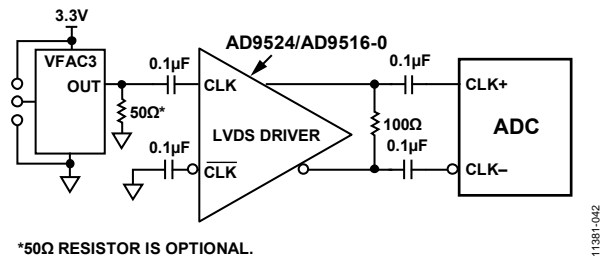 3.3V
VFAC3
OUT
50Ω*
0.1µF
0.1µF
AD9524/AD9516-0
CLK
LVDS DRIVER
CLK
100Ω
0.1µF
0.1µF
CLK+
ADC
CLK–
*50Ω RESISTOR IS OPTIONAL.
11381-042